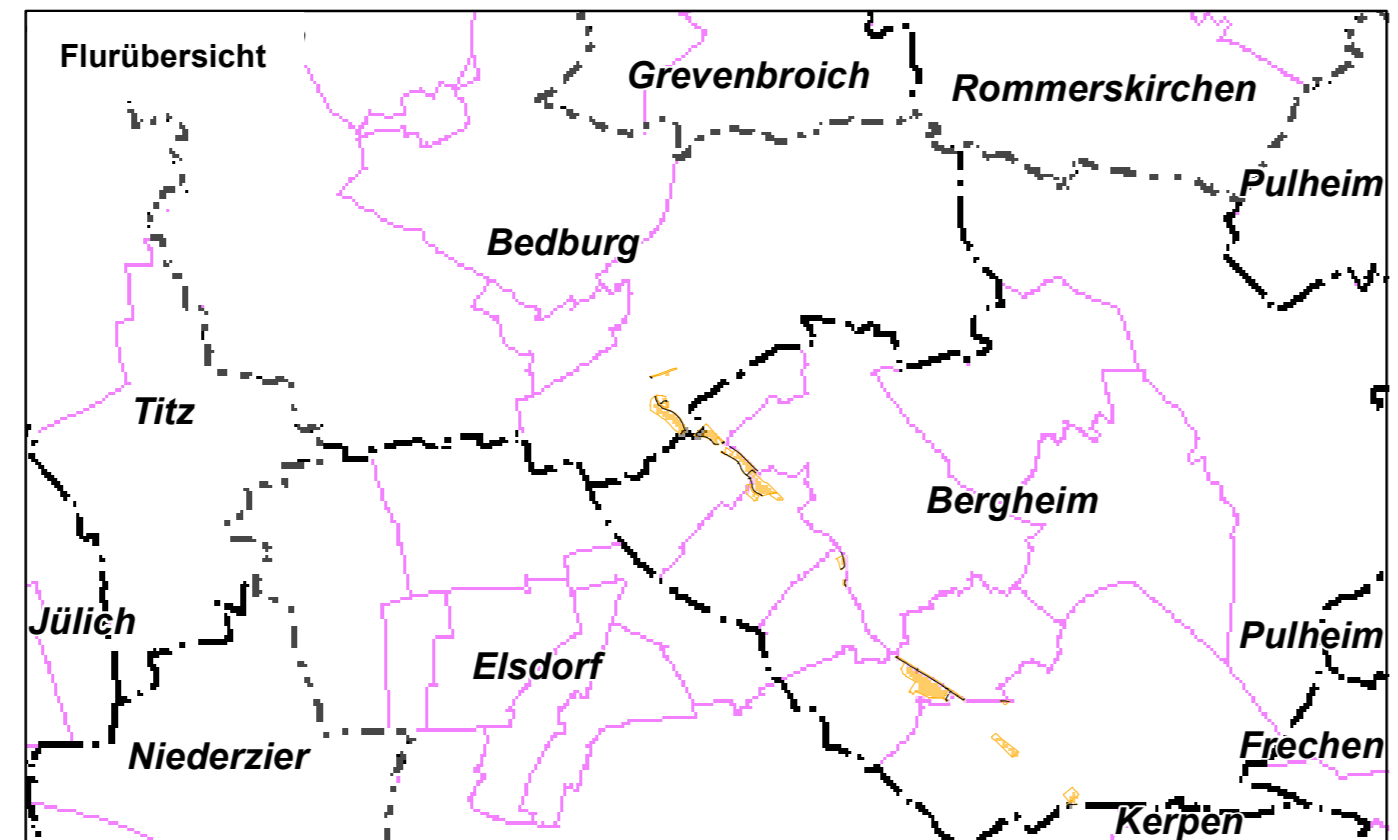 Flurübersicht
Grevenbroich
Rommerskirchen
Pulheim
Bedburg
Titz
Bergheim
Jülich
Pulheim
Elsdorf
Niederzier
Frechen
Kerpen